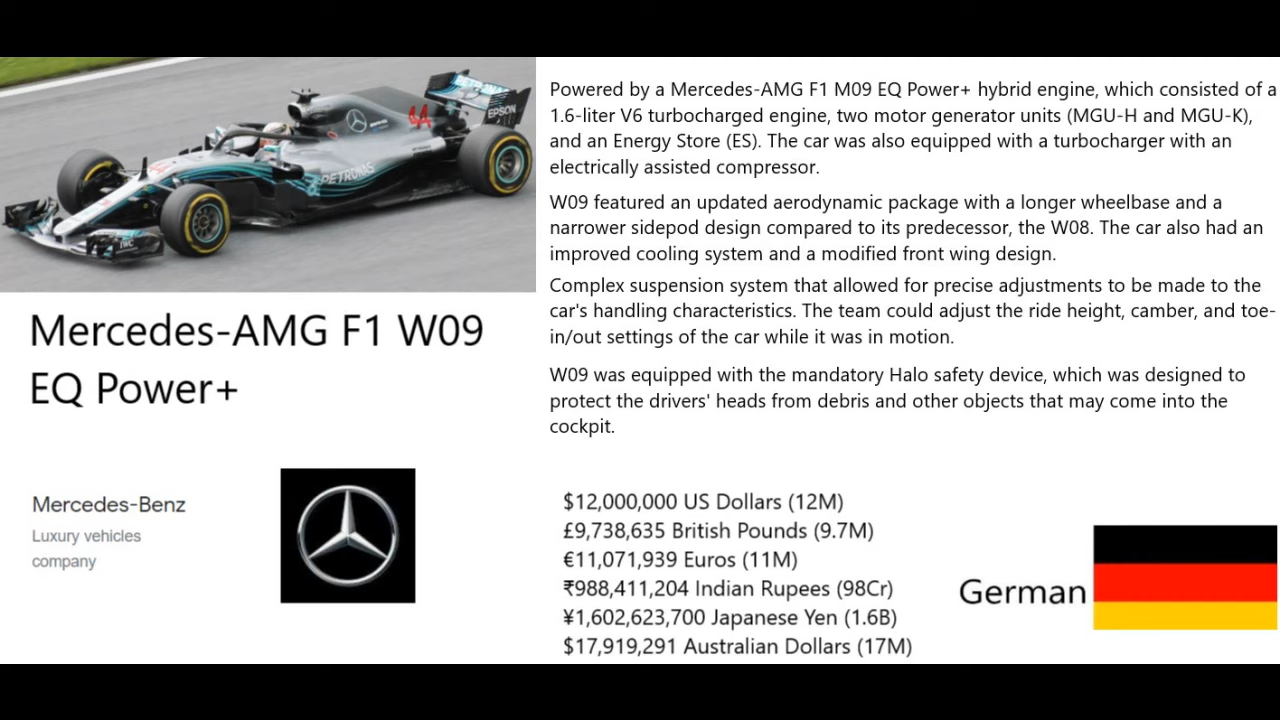 PETRONAS
EPSON
44
44
PETRONAS
IWC
Mercedes-AMG F1 W09
EQ Power+
Mercedes-Benz
Luxury vehicles
company
Powered by a Mercedes-AMG F1 M09 EQ Power+ hybrid engine, which consisted of a
1.6-liter V6 turbocharged engine, two motor generator units (MGU-H and MGU-K),
and an Energy Store (ES). The car was also equipped with a turbocharger with an
electrically assisted compressor.
W09 featured an updated aerodynamic package with a longer wheelbase and a
narrower sidepod design compared to its predecessor, the W08. The car also had an
improved cooling system and a modified front wing design.
Complex suspension system that allowed for precise adjustments to be made to the
car's handling characteristics. The team could adjust the ride height, camber, and toe-
in/out settings of the car while it was in motion.
W09 was equipped with the mandatory Halo safety device, which was designed to
protect the drivers' heads from debris and other objects that may come into the
cockpit.
$12,000,000 US Dollars (12M)
£9,738,635 British Pounds (9.7M)
€11,071,939 Euros (11M)
₹988,411,204 Indian Rupees (98Cr)
¥1,602,623,700 Japanese Yen (1.6B)
$17,919,291 Australian Dollars (17M)
German